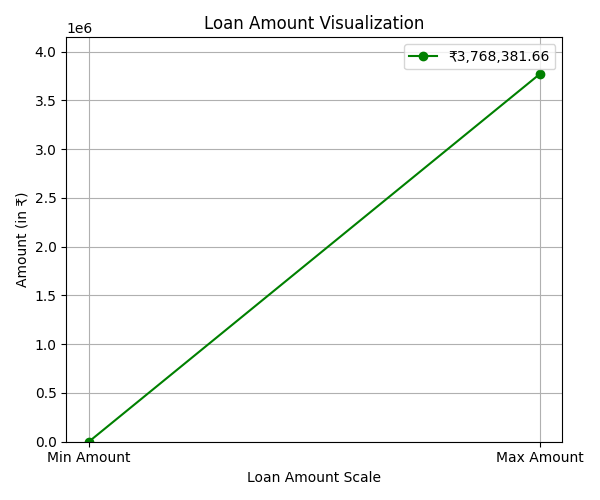 Loan Amount Visualization
1e6
₹3,768,381.66
4.0
3.5
3.0
2.5
2.0
1.5
1.0
0.5
0.0
Amount (in ₹)
Min Amount
Max Amount
Loan Amount Scale